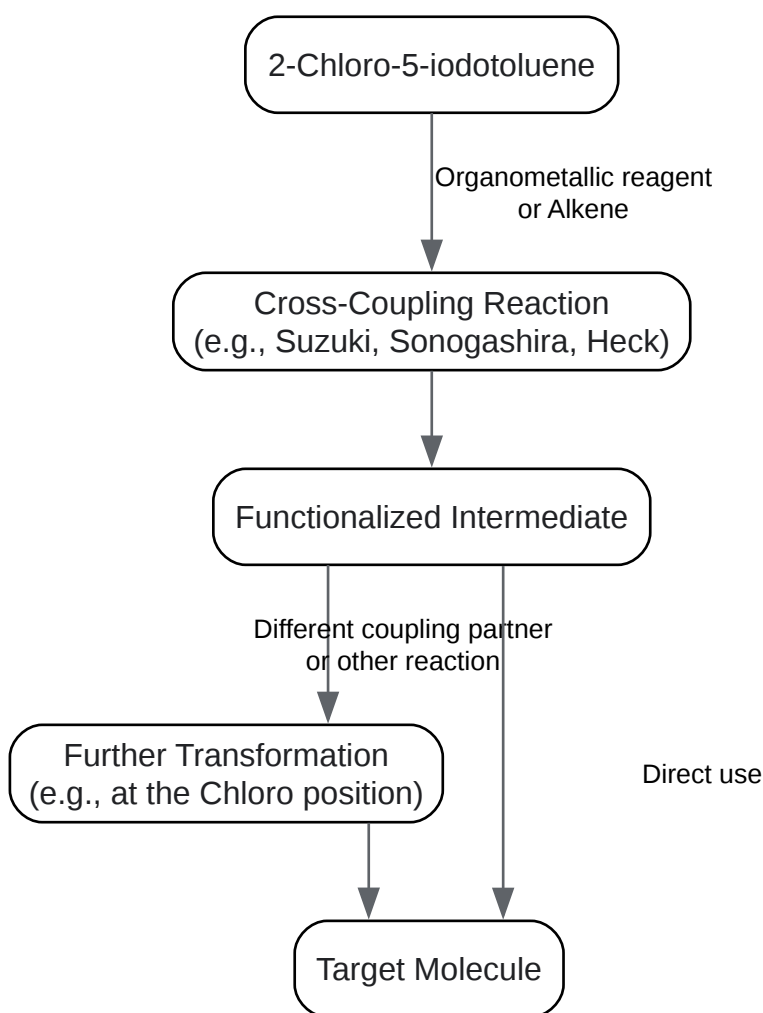 2-Chloro-5-iodotoluene
Organometallic reagent
or Alkene
Cross-Coupling Reaction
(e.g., Suzuki, Sonogashira, Heck)
Functionalized Intermediate
Different coupling partner
or other reaction
Further Transformation
(e.g., at the Chloro position)
Direct use
Target Molecule